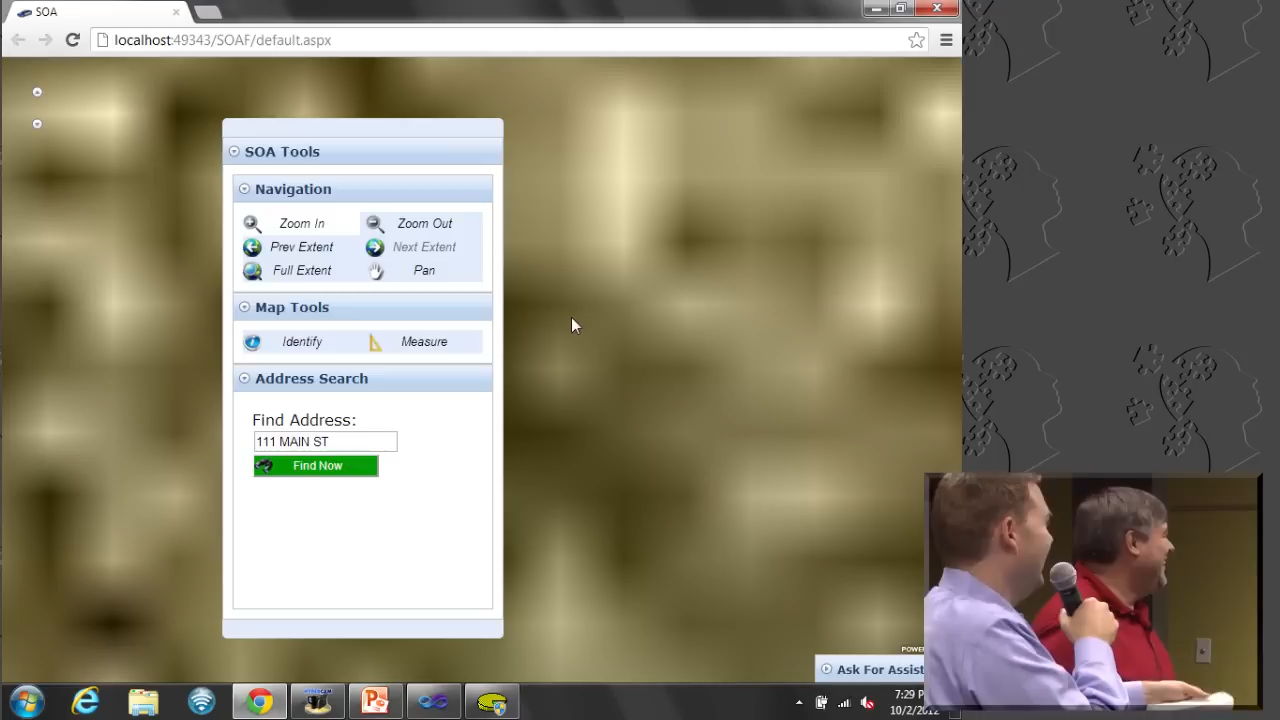 SOA
localhost:49343/SOAF/default.aspx
SOA Tools
Navigation
Zoom In
Zoom Out
Prev Extent
Next Extent
Full Extent
Pan
Map Tools
Identify
Measure
Address Search
Find Address:
111 MAIN ST
Find Now
POWE
Ask For Assist
7:29 PM
10/2/2012